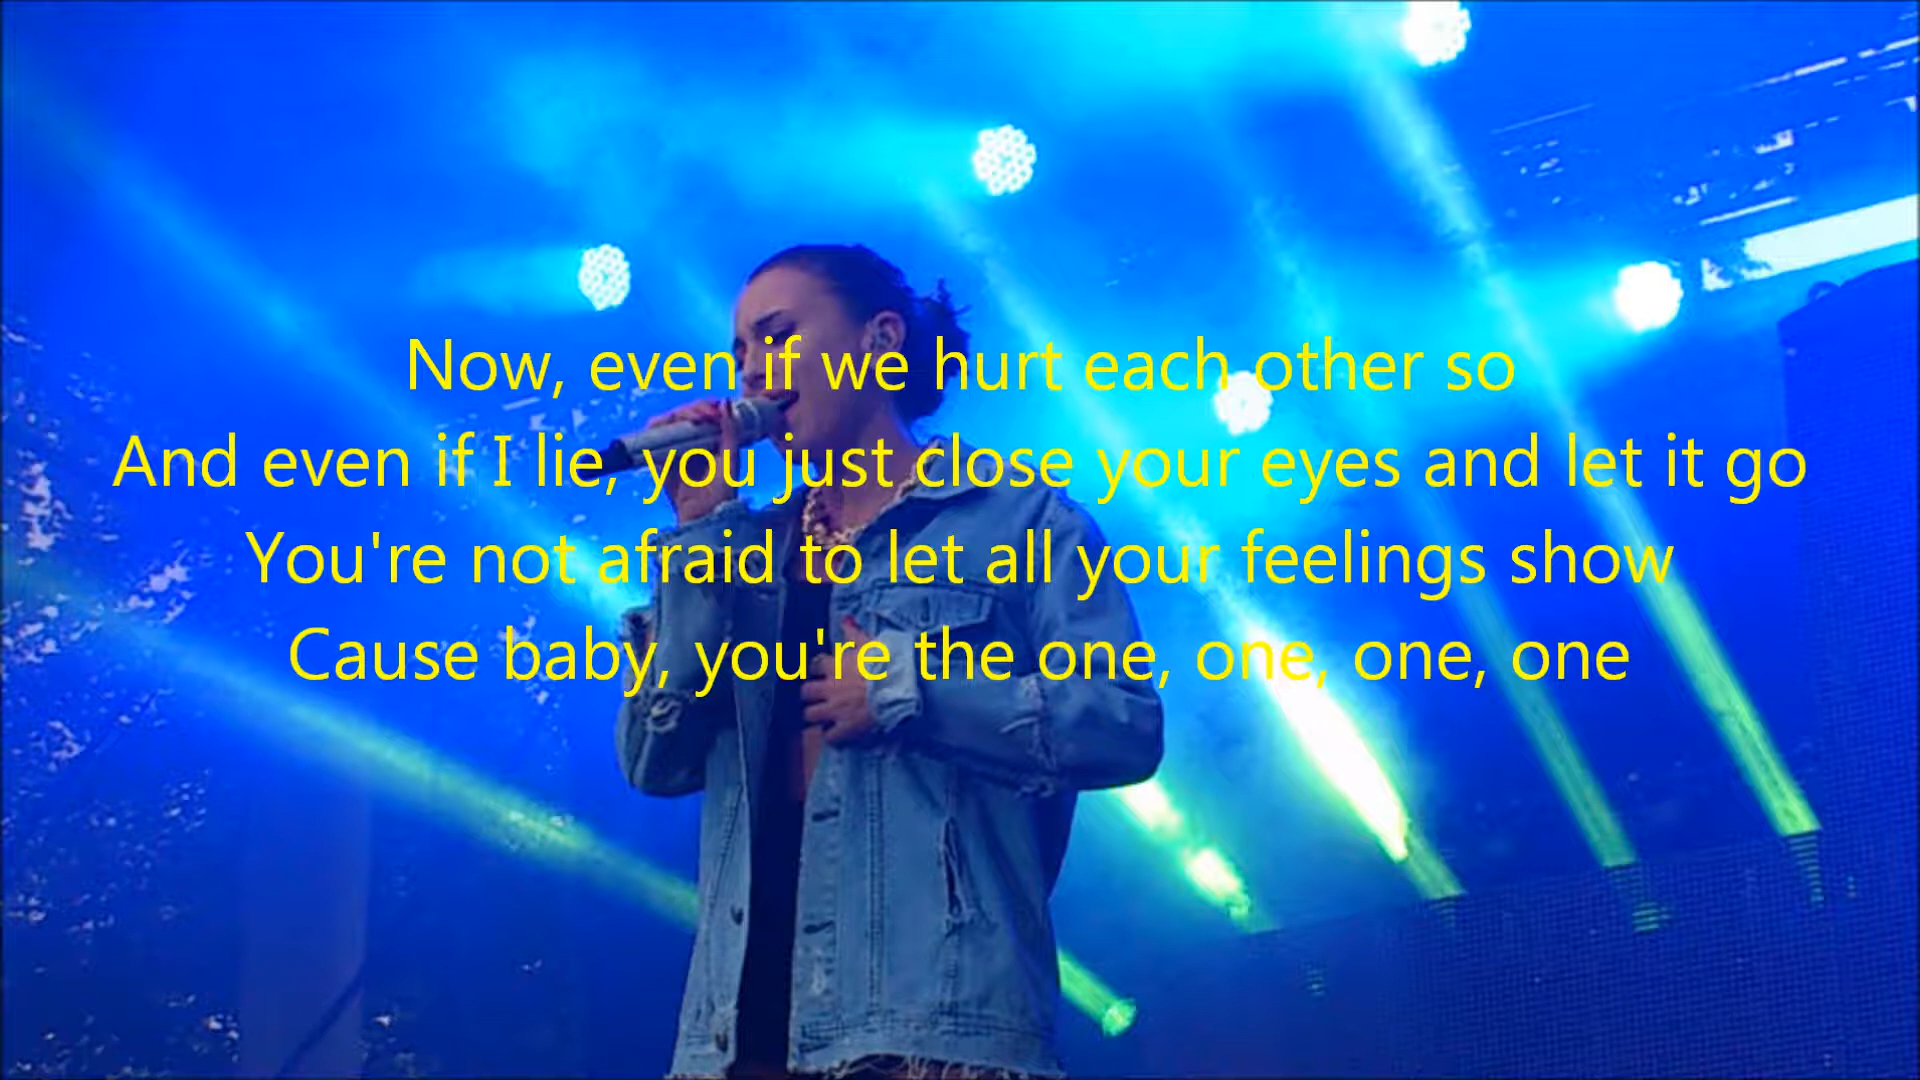 Now, even if we hurt each other so
And even if I lie, you just close your eyes and let it go
You're not afraid to let all your feelings show
Cause baby, you're the one, one, one, one